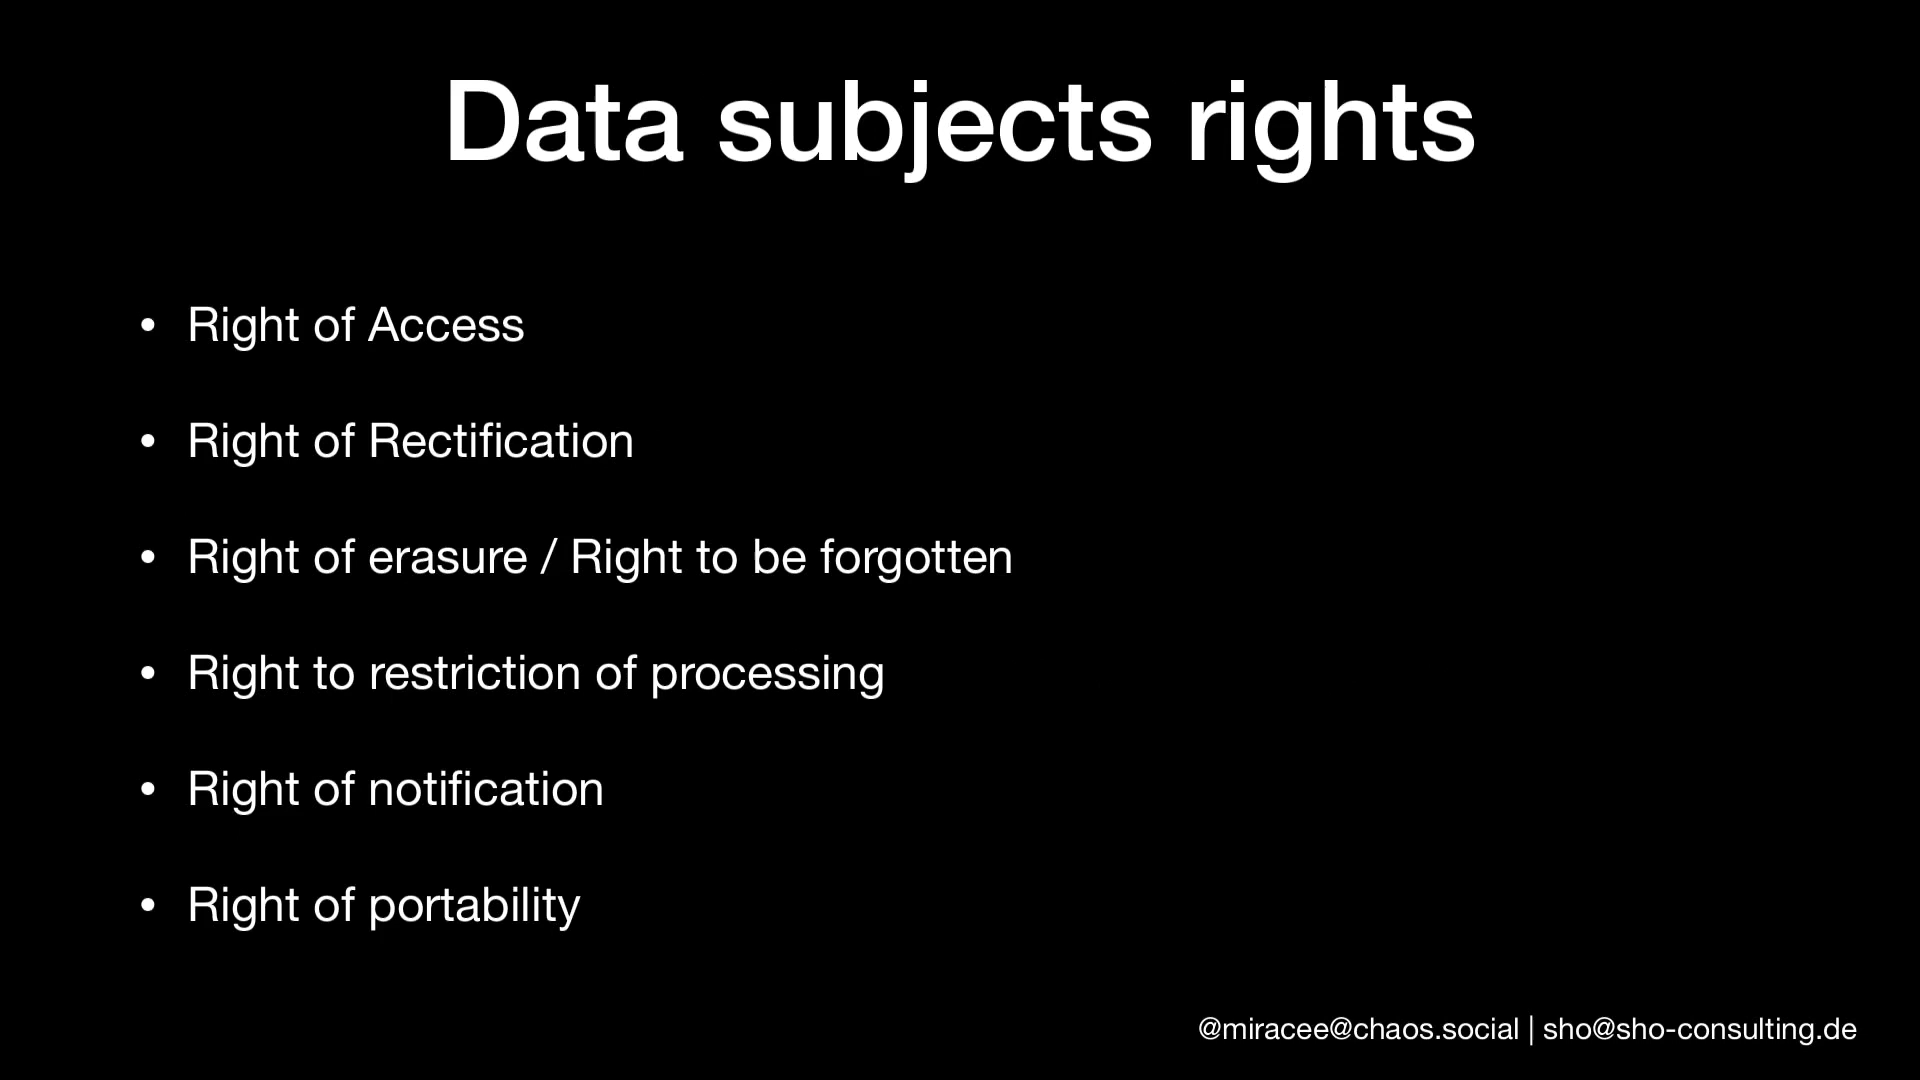 Data subjects rights
• Right of Access
• Right of Rectification
• Right of erasure / Right to be forgotten
• Right to restriction of processing
• Right of notification
• Right of portability
@miracee@chaos.social | sho@sho-consulting.de